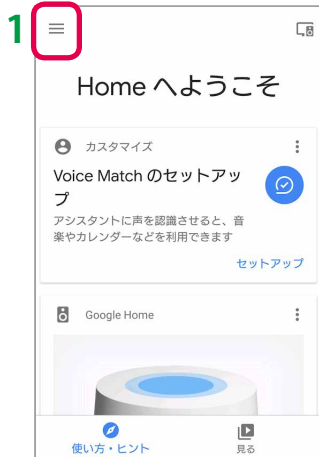 1
Home へようこそ
カスタマイズ
Voice Match のセットアッ
プ
アシスタントに声を認識させると、音
楽やカレンダーなどを利用できます
セットアップ
Google Home
使い方・ヒント
見る